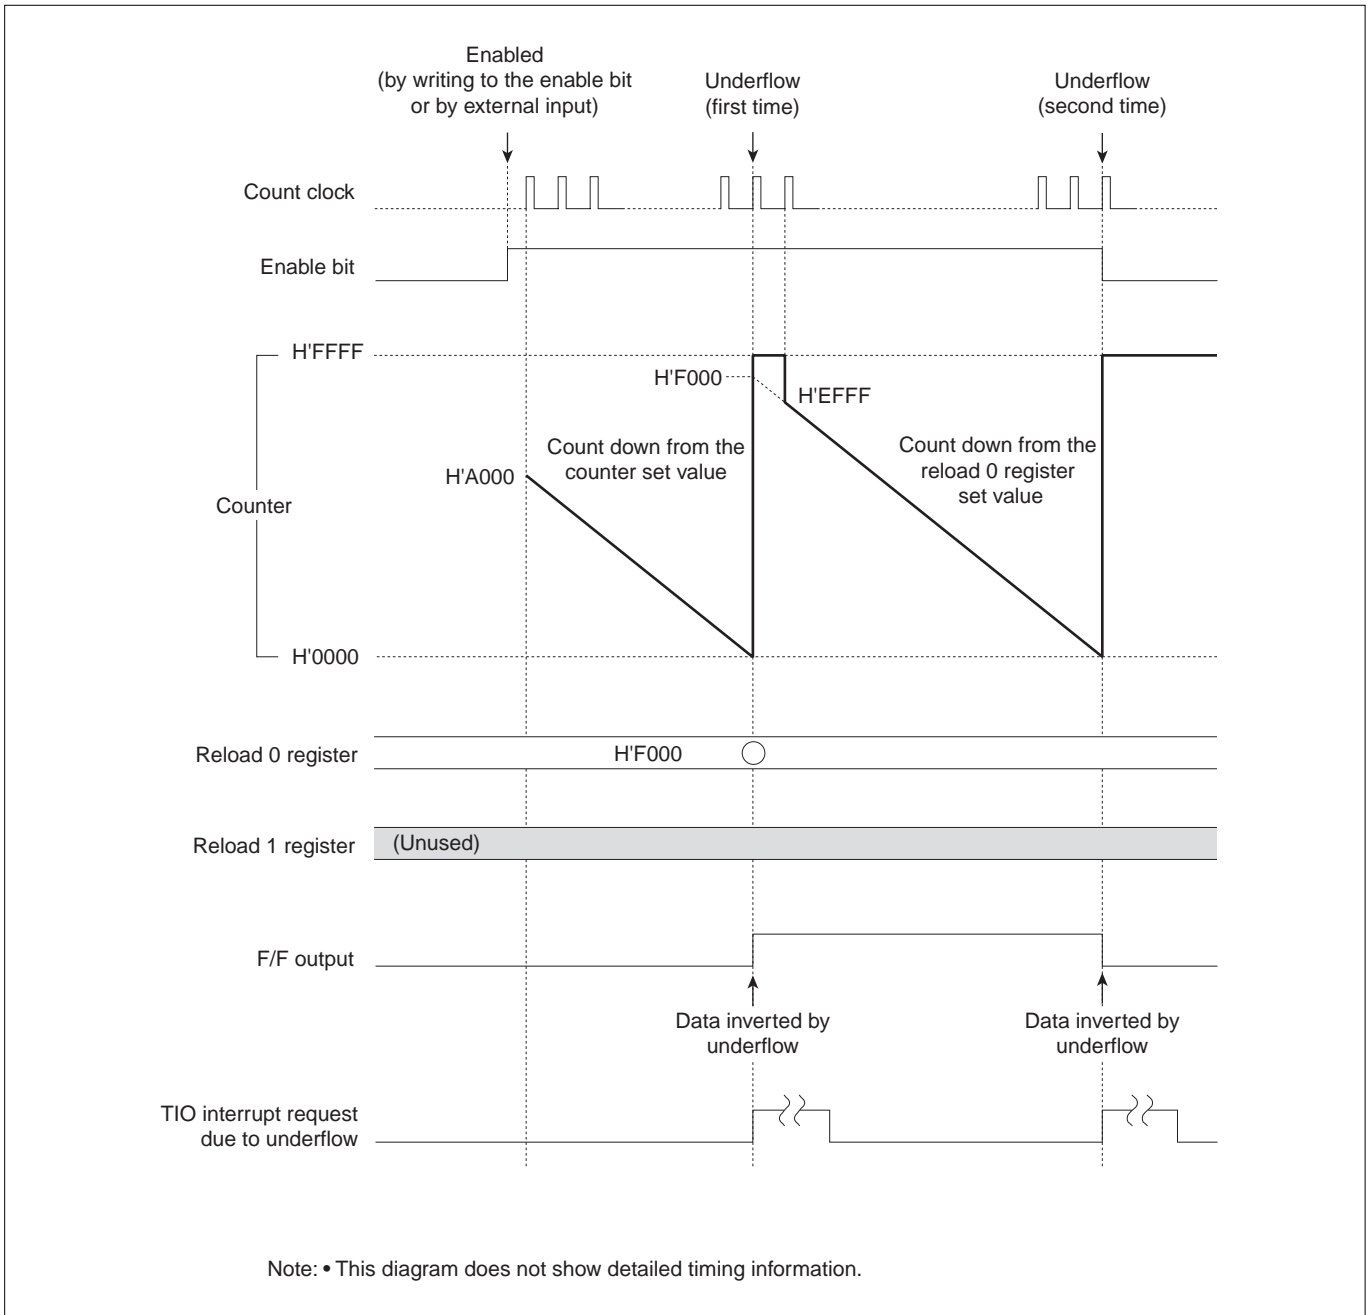 Enabled
(by writing to the enable bit
or by external input)
Underflow
(first time)
Underflow
(second time)
Count clock
Enable bit
H'FFFF
H'F000
H'EFFF
Count down from the
counter set value
Count down from the
reload 0 register
set value
H'A000
Counter
H'0000
Reload 0 register
H'F000
Reload 1 register
(Unused)
F/F output
Data inverted by
underflow
Data inverted by
underflow
TIO interrupt request
due to underflow
Note: • This diagram does not show detailed timing information.